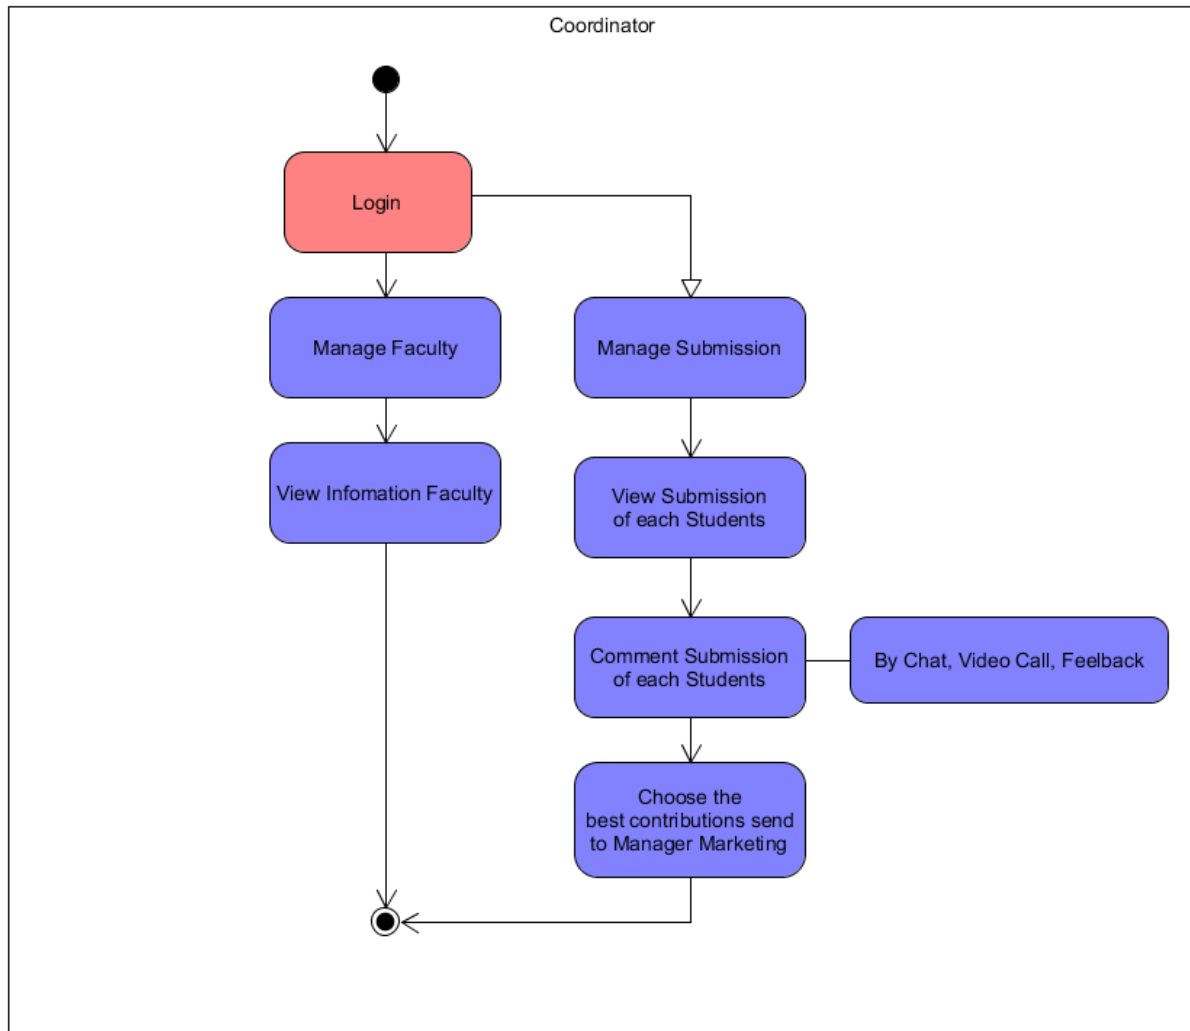 Coordinator
Login
Manage Faculty
Manage Submission
View Infomation Faculty
View Submission
of each Students
Comment Submission
of each Students
By Chat, Video Call, Feelback
Choose the
best contributions send
to Manager Marketing